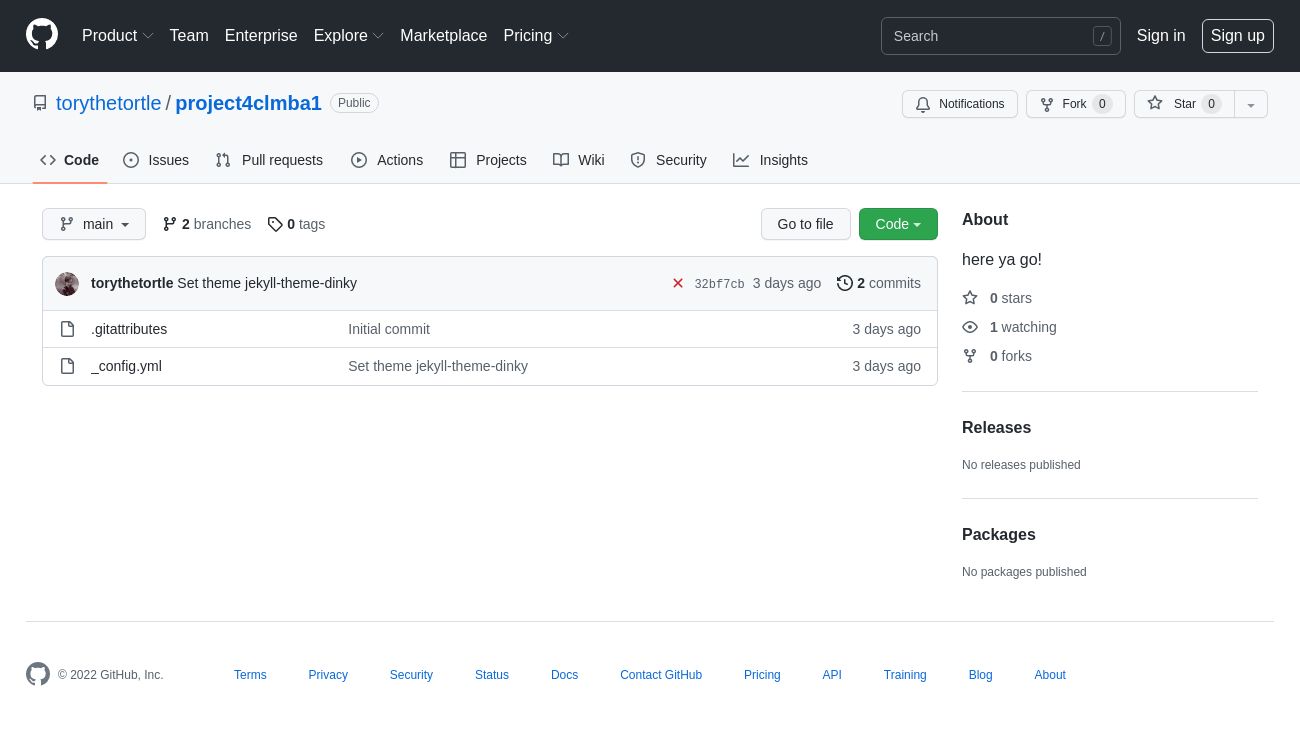 Product Team Enterprise Explore Marketplace Pricing Search / Sign in Sign up
torythetortle / project4clmba1 Public Notifications Fork 0 Star 0
Code Issues Pull requests Actions Projects Wiki Security Insights
main 2 branches 0 tags Go to file Code
torythetortle Set theme jekyll-theme-dinky 32bf7cb 3 days ago 2 commits
.gitattributes Initial commit 3 days ago
_config.yml Set theme jekyll-theme-dinky 3 days ago
About
here ya go!
0 stars
1 watching
0 forks
Releases
No releases published
Packages
No packages published
© 2022 GitHub, Inc. Terms Privacy Security Status Docs Contact GitHub Pricing API Training Blog About